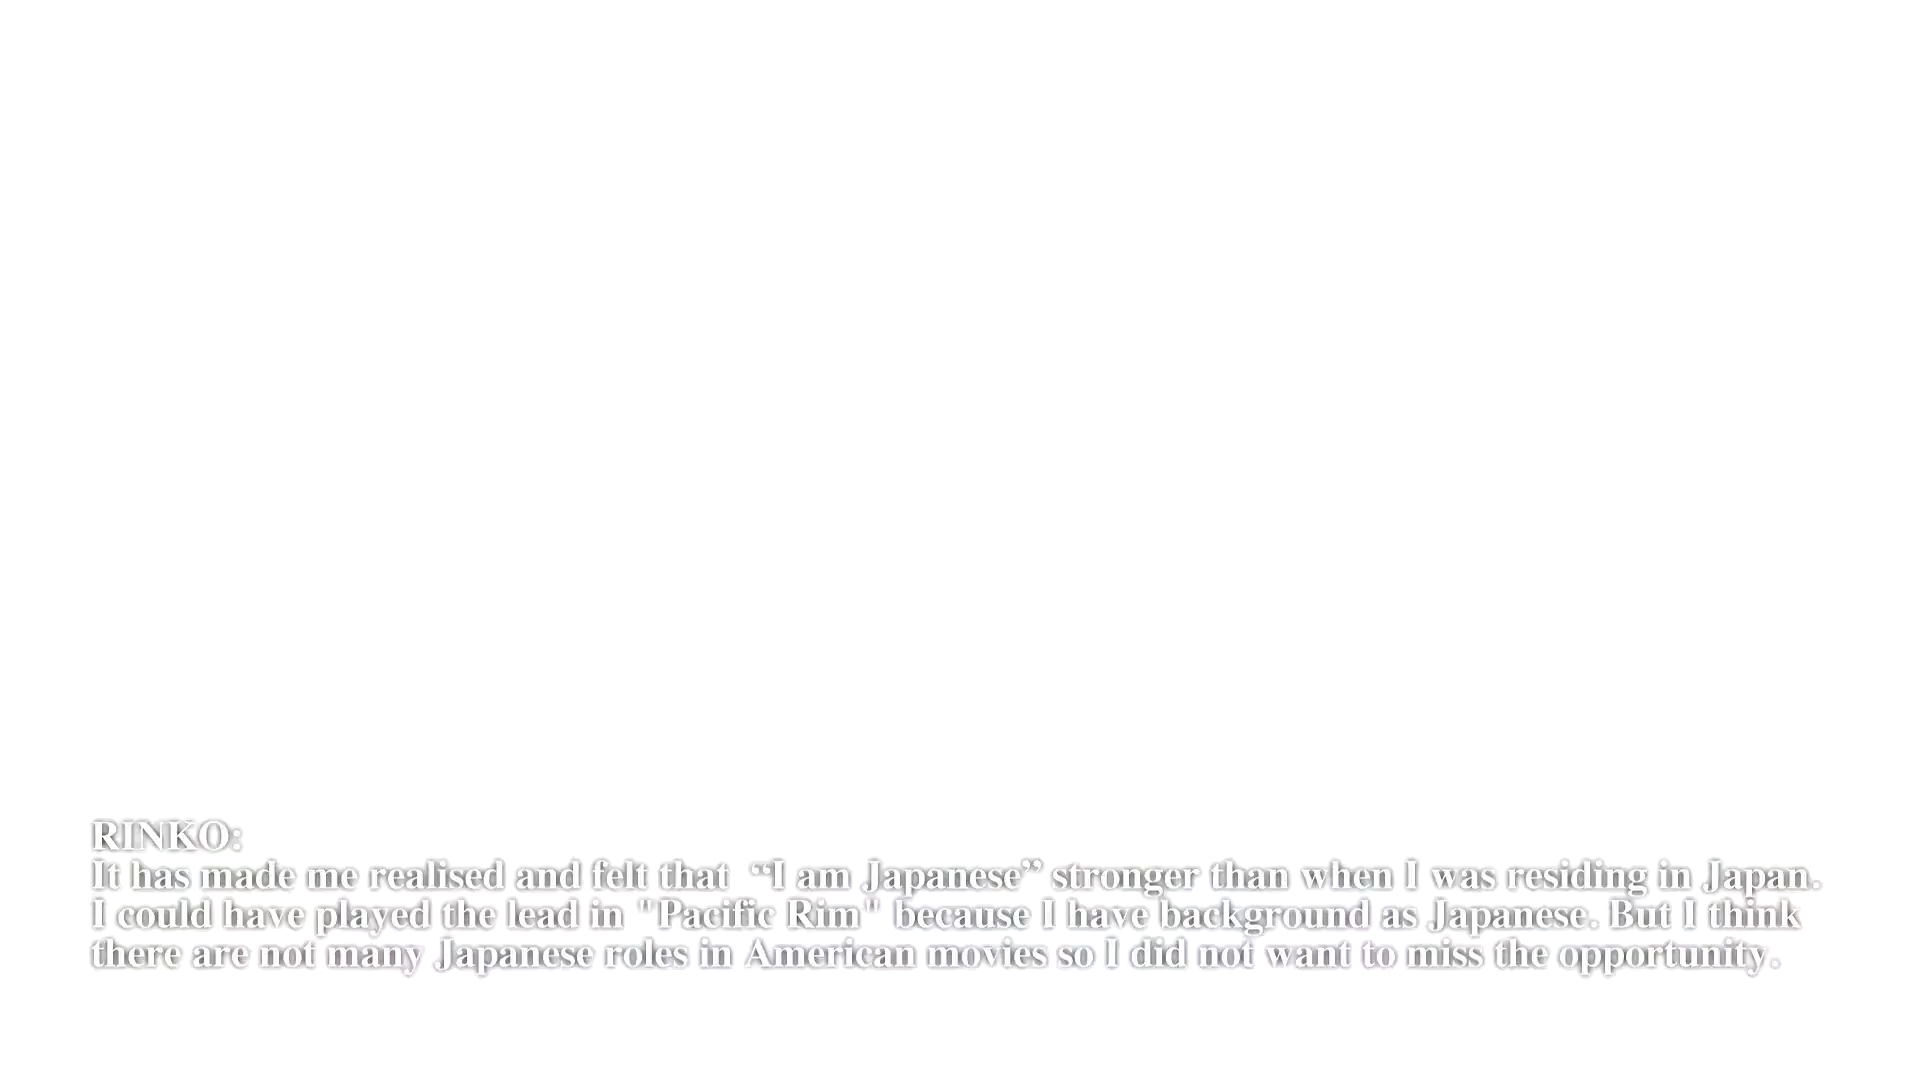 RINKO:
It has made me realised and felt that  “I am Japanese” stronger than when I was residing in Japan.
I could have played the lead in "Pacific Rim" because I have background as Japanese. But I think
there are not many Japanese roles in American movies so I did not want to miss the opportunity.